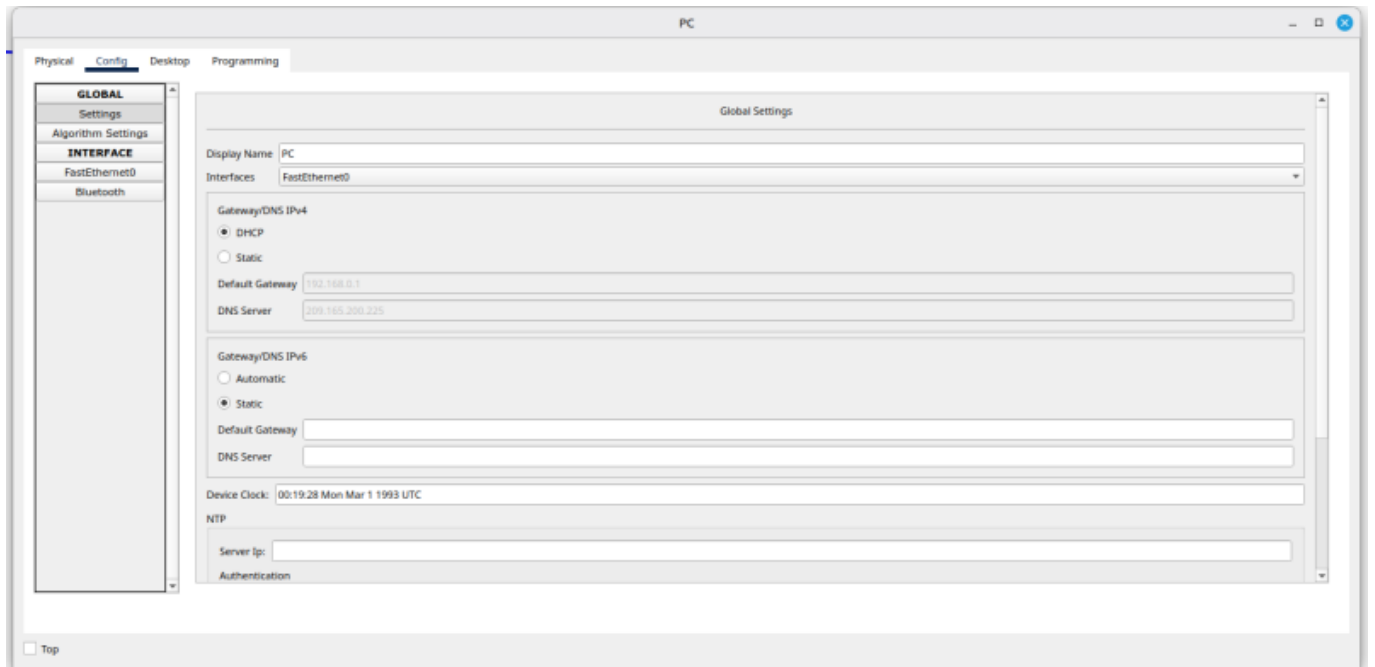 PC
Physical Config Desktop Programming
GLOBAL
Settings
Algorithm Settings
INTERFACE
FastEthernet0
Bluetooth
Global Settings
Display Name PC
Interfaces FastEthernet0
Gateway/DNS IPv4
DHCP
Static
Default Gateway 192.168.0.1
DNS Server 209.165.200.225
Gateway/DNS IPv6
Automatic
Static
Default Gateway
DNS Server
Device Clock: 00:19:28 Mon Mar 1 1993 UTC
NTP
Server Ip:
Authentication
Top